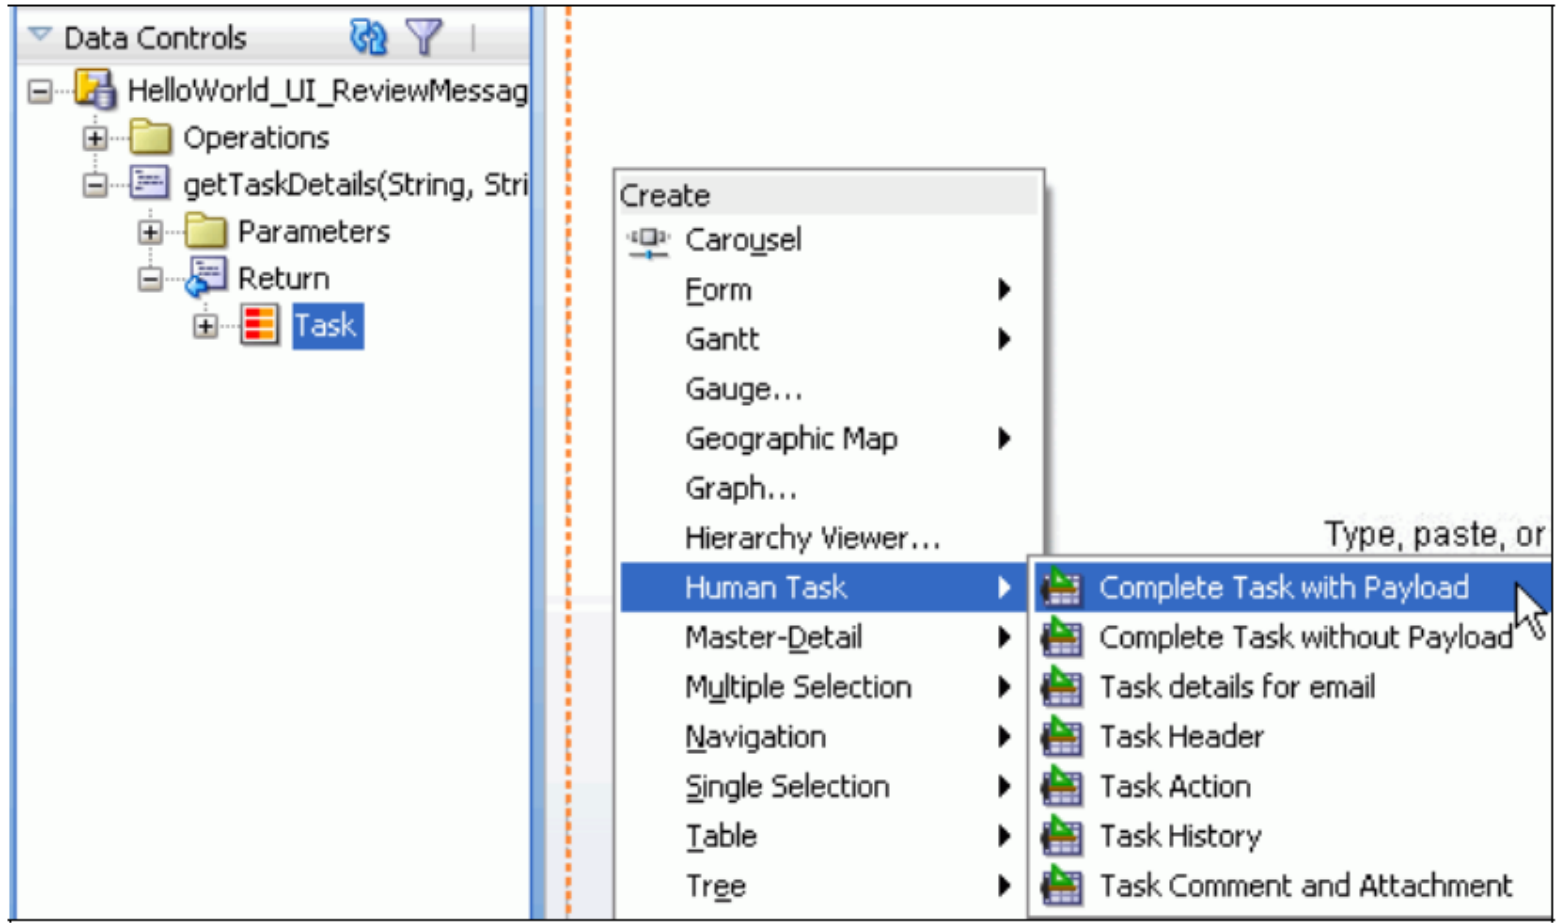 Data Controls
HelloWorld_UI_ReviewMessag
Operations
getTaskDetails(String, Stri
Parameters
Return
Task
Create
Carousel
Form
Gantt
Gauge...
Geographic Map
Graph...
Hierarchy Viewer...
Human Task
Master-Detail
Multiple Selection
Navigation
Single Selection
Table
Tree
Type, paste, or
Complete Task with Payload
Complete Task without Payload
Task details for email
Task Header
Task Action
Task History
Task Comment and Attachment